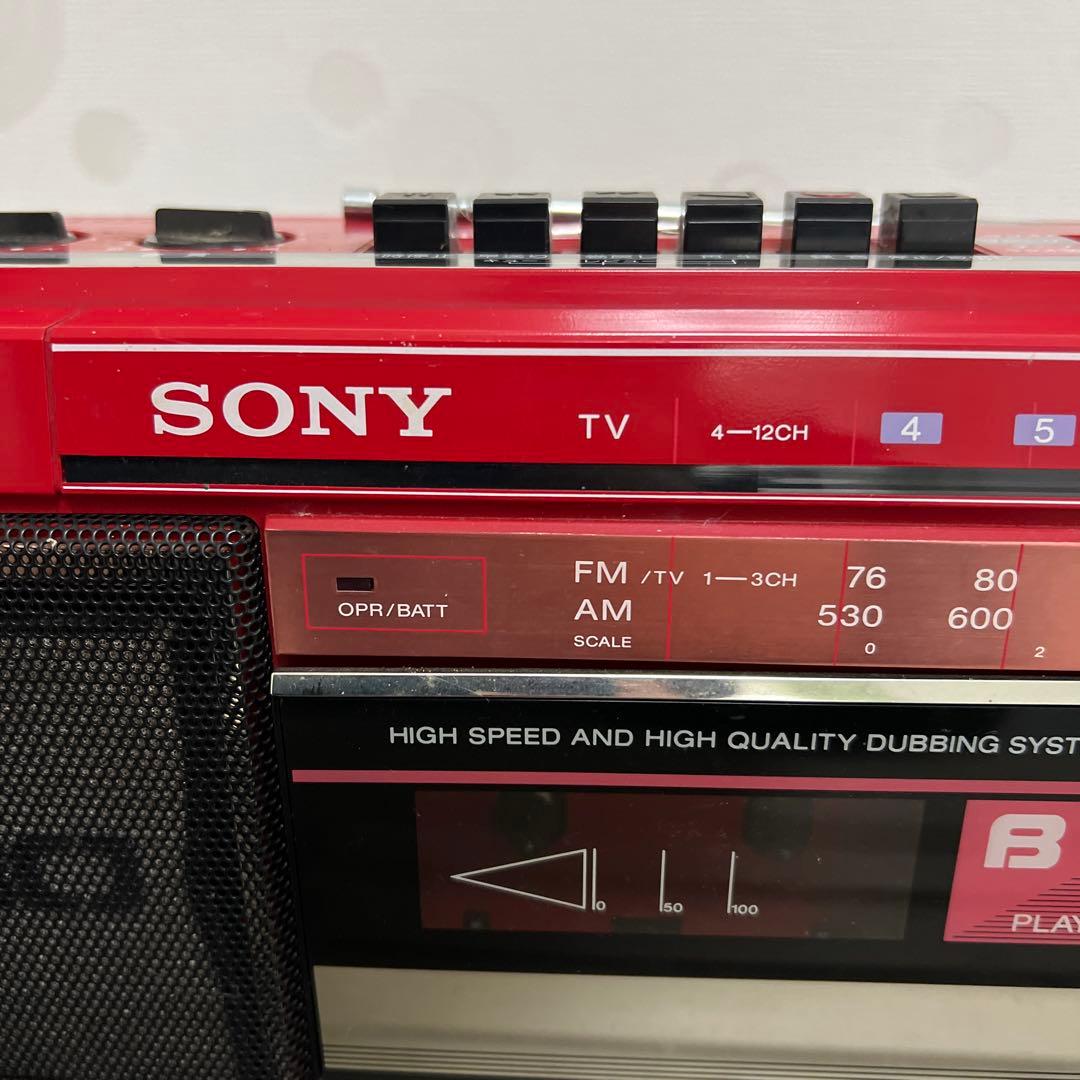 SONY TV 4—12CH 4 5
OPR/BATT
FM /TV 1—3CH 76 80
AM 530 600
SCALE 0 2
HIGH SPEED AND HIGH QUALITY DUBBING SYST
0 50 100
B
PLAY